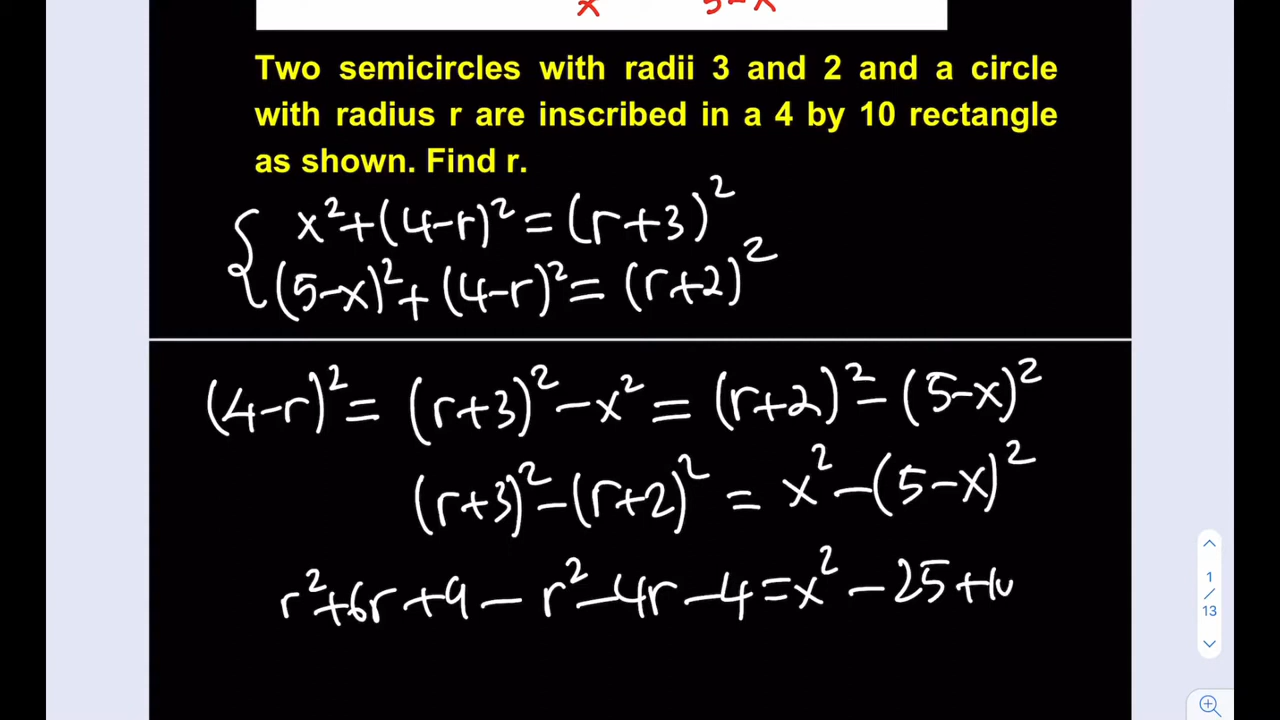 x 5-x
Two semicircles with radii 3 and 2 and a circle
with radius r are inscribed in a 4 by 10 rectangle
as shown. Find r.
x²+(4-r)²=(r+3)²
(5-x)²+(4-r)²=(r+2)²
(4-r)²=(r+3)²-x²=(r+2)²-(5-x)²
(r+3)²-(r+2)²=x²-(5-x)²
r²+6r+9-r²-4r-4=x²-25+10
1
/
13